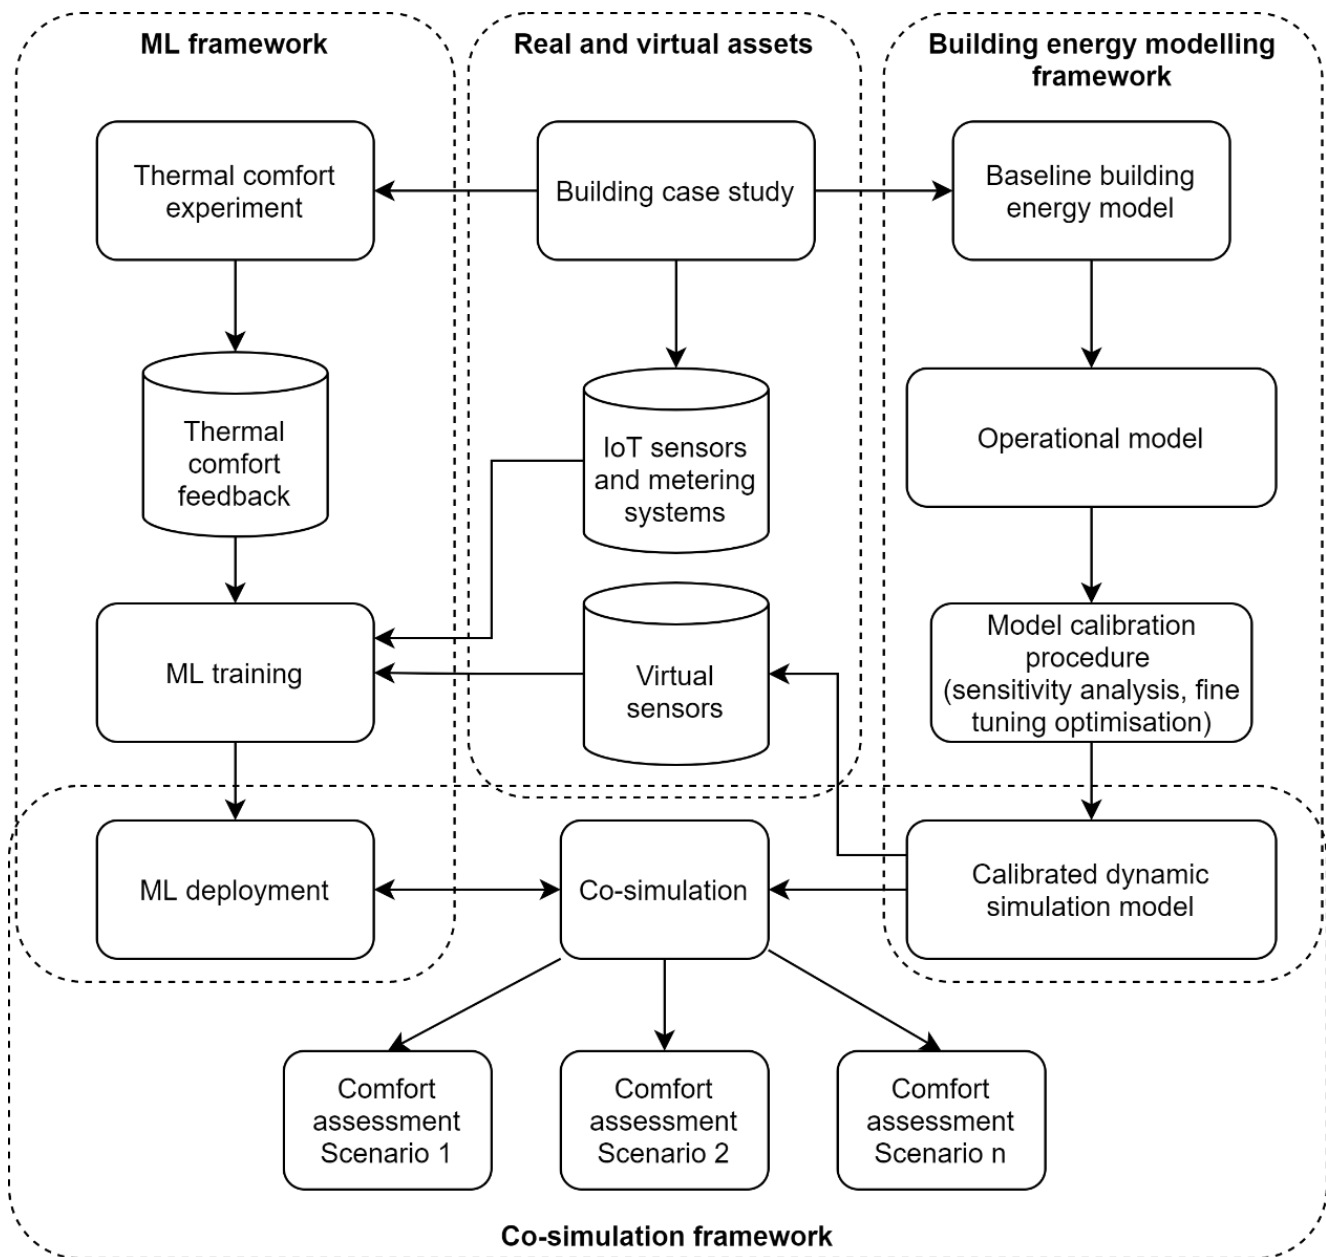 ML framework
Real and virtual assets
Building energy modelling
framework
Thermal comfort
experiment
Building case study
Baseline building
energy model
Thermal
comfort
feedback
IoT sensors
and metering
systems
Operational model
ML training
Virtual
sensors
Model calibration
procedure
(sensitivity analysis, fine
tuning optimisation)
ML deployment
Co-simulation
Calibrated dynamic
simulation model
Comfort
assessment
Scenario 1
Comfort
assessment
Scenario 2
Comfort
assessment
Scenario n
Co-simulation framework